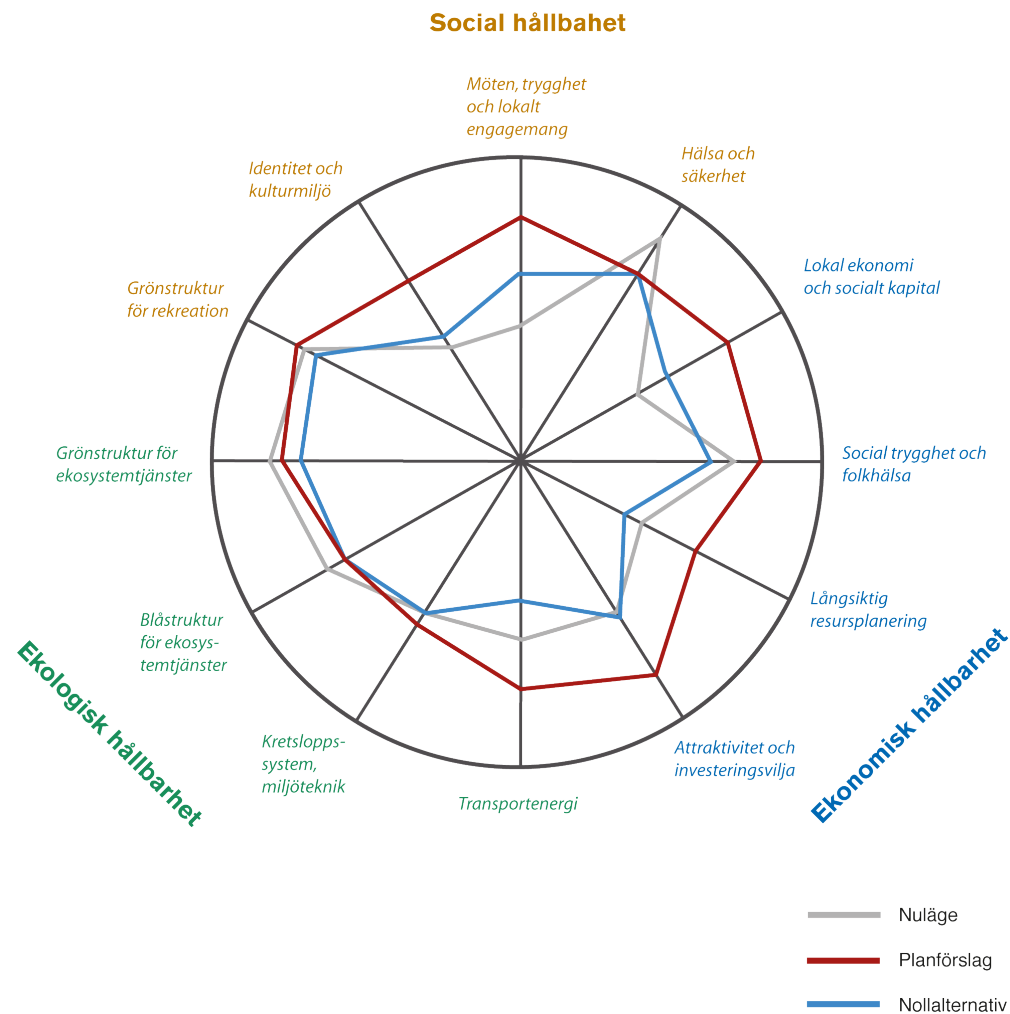 Social hållbahet
Möten, trygghet
och lokalt
engagemang
Hälsa och
säkerhet
Identitet och
kulturmiljö
Lokal ekonomi
och socialt kapital
Grönstruktur
för rekreation
Grönstruktur för
ekosystemtjänster
Social trygghet och
folkhälsa
Långsiktig
resursplanering
Blåstruktur
för ekosys-
temtjänster
Ekologisk hållbarhet
Ekonomisk hållbarhet
Kretslopps-
system,
miljöteknik
Attraktivitet och
investeringsvilja
Transportenergi
Nuläge
Planförslag
Nollalternativ